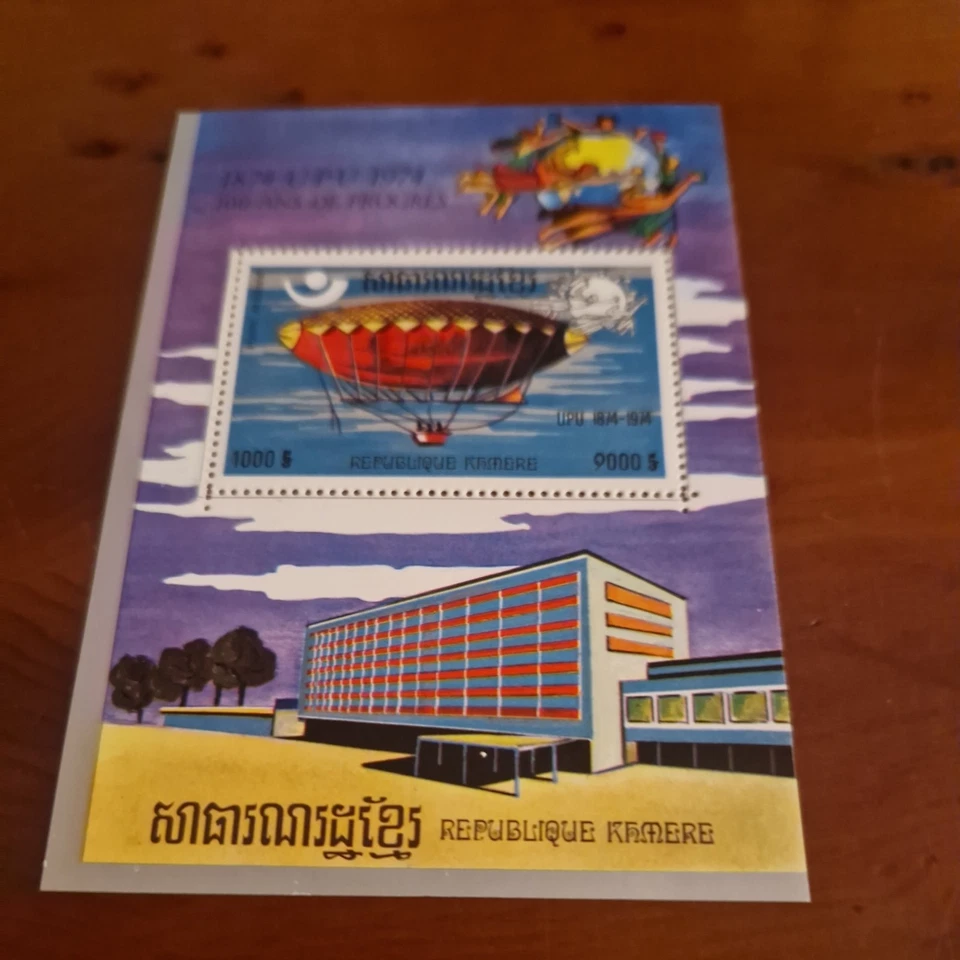 1874 U.P.U 1974
100 ANS DE PROGRES
សាធារណរដ្ឋខ្មែរ
UPU 1874-1974
1000 ៛ REPUBLIQUE KHMERE 9000 ៛
សាធារណរដ្ឋខ្មែរ REPUBLIQUE KHMERE